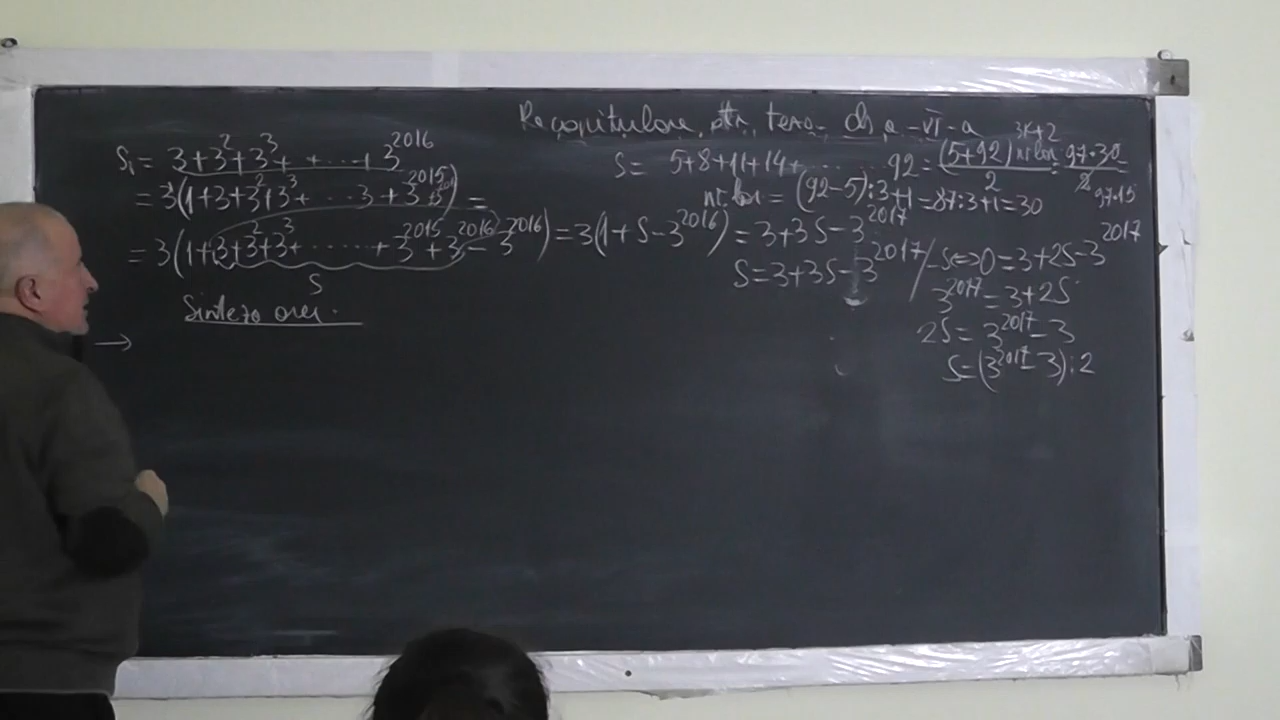 Recapitulare ptr. teza cls a-VI-a
S₁ = 3+3²+3³+ + ....+ 3²⁰¹⁶
= 3(1+3+3²+3³+ .... 3 + 3²⁰¹⁵) =
= 3(1+3+3²+3³+ ...... + 3²⁰¹⁵+3²⁰¹⁶-3²⁰¹⁶) = 3(1+S-3²⁰¹⁶) = 3+3S-3²⁰¹⁷
S
Sinteza orei.
→
3k+2
S = 5+8+11+14+....... 92 = (5+92) nr.ter/2 = 97·30/2
nr. ter = (92-5):3+1 = 87:3+1 = 30
97·15
S=3+3S-3²⁰¹⁷ /-S => 0=3+2S-3²⁰¹⁷
3²⁰¹⁷ = 3+2S
2S = 3²⁰¹⁷-3
S=(3²⁰¹⁷-3):2